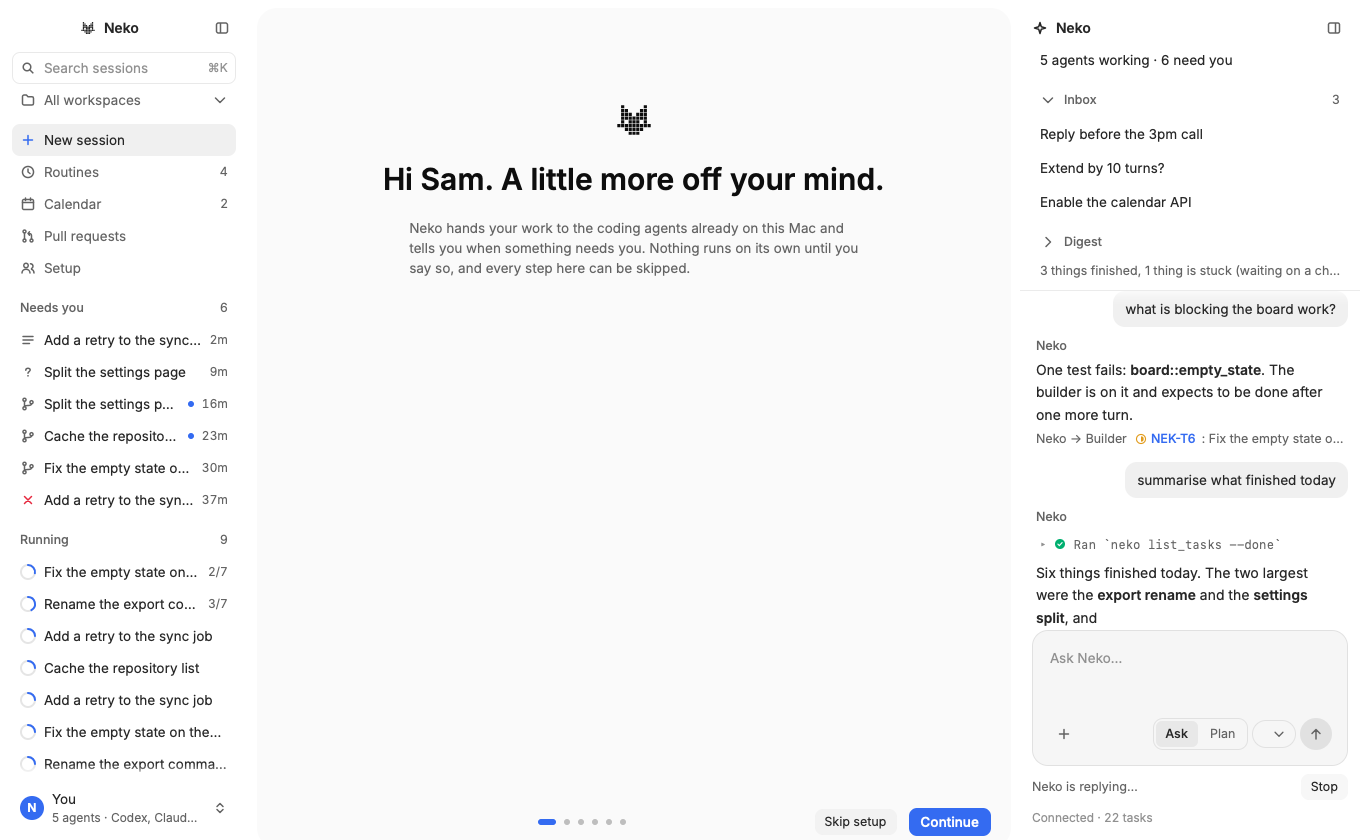 Neko
Search sessions ⌘K
All workspaces
New session
Routines 4
Calendar 2
Pull requests
Setup
Needs you 6
Add a retry to the sync... 2m
? Split the settings page 9m
Split the settings p... 16m
Cache the reposito... 23m
Fix the empty state o... 30m
Add a retry to the syn... 37m
Running 9
Fix the empty state on... 2/7
Rename the export co... 3/7
Add a retry to the sync job
Cache the repository list
Add a retry to the sync job
Fix the empty state on the...
Rename the export comma...
N You
5 agents · Codex, Claud...
Hi Sam. A little more off your mind.
Neko hands your work to the coding agents already on this Mac and
tells you when something needs you. Nothing runs on its own until you
say so, and every step here can be skipped.
Skip setup Continue
Neko
5 agents working · 6 need you
Inbox 3
Reply before the 3pm call
Extend by 10 turns?
Enable the calendar API
Digest
3 things finished, 1 thing is stuck (waiting on a ch...
what is blocking the board work?
Neko
One test fails: board::empty_state. The
builder is on it and expects to be done after
one more turn.
Neko → Builder NEK-T6 : Fix the empty state o...
summarise what finished today
Neko
Ran `neko list_tasks --done`
Six things finished today. The two largest
were the export rename and the settings
split, and
Ask Neko...
Ask Plan
Neko is replying... Stop
Connected · 22 tasks